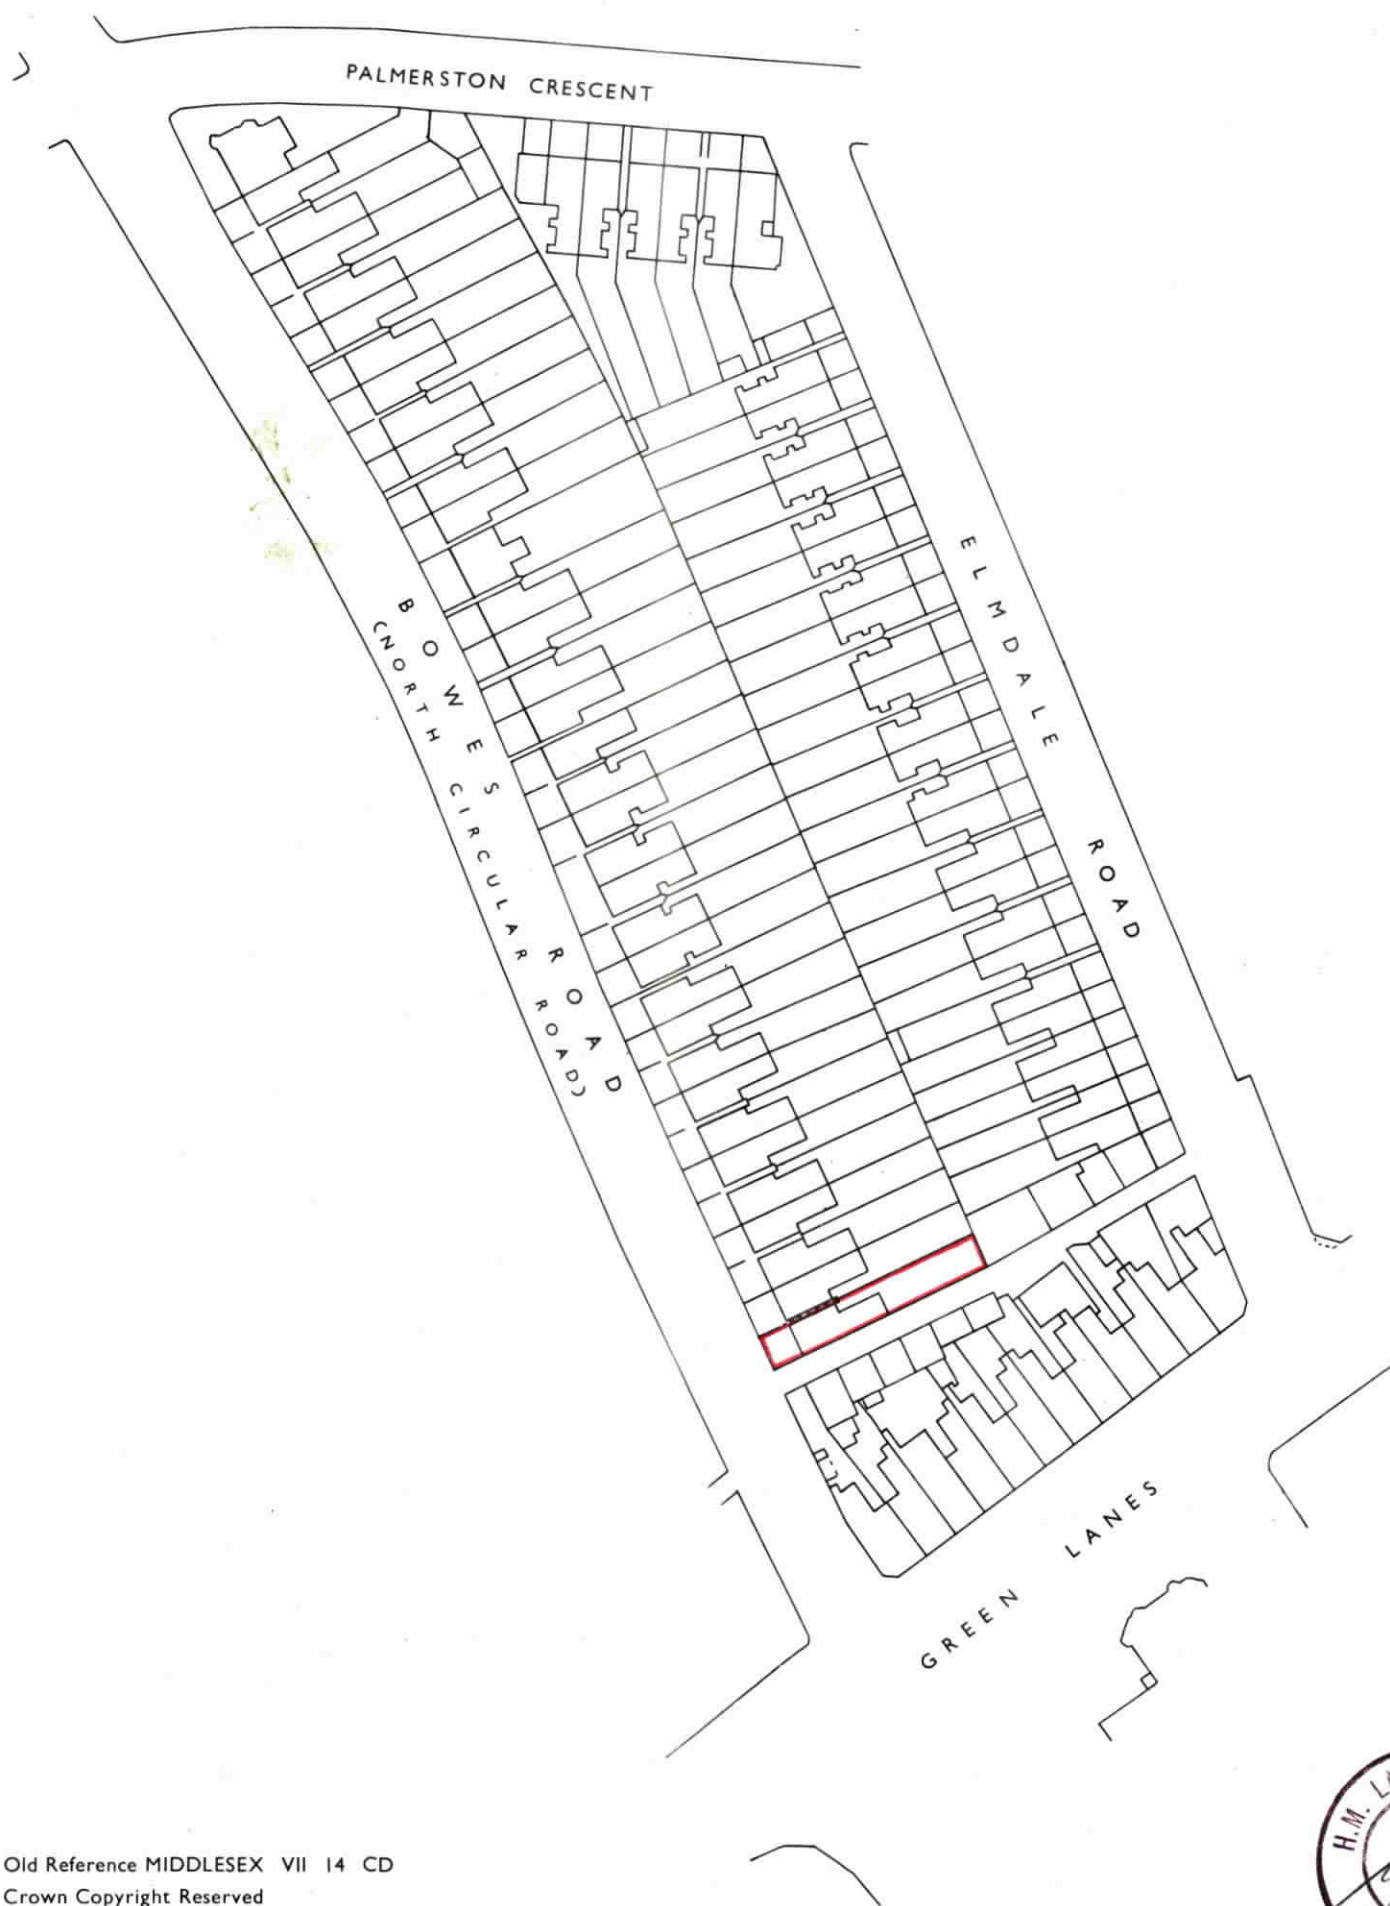 PALMERSTON CRESCENT
ELMDALE ROAD
BOWES ROAD
(NORTH CIRCULAR ROAD)
GREEN LANES
H.M.
Old Reference MIDDLESEX VII 14 CD
Crown Copyright Reserved